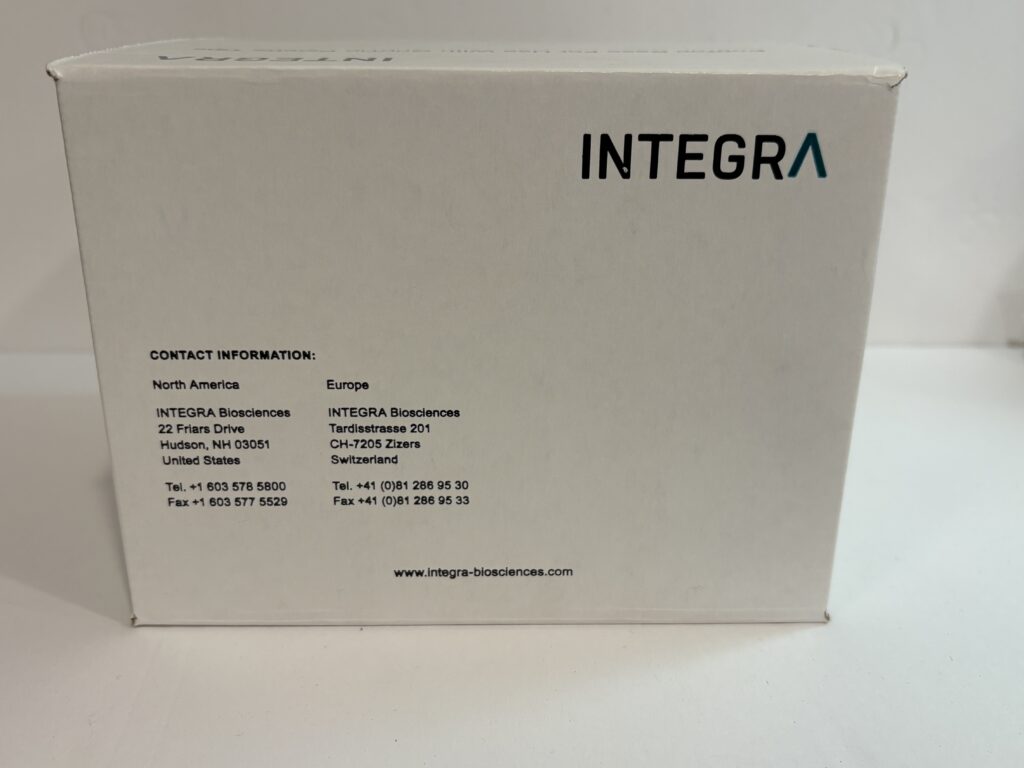 INTEGRA
INTEGRA
CONTACT INFORMATION:
North America
INTEGRA Biosciences
22 Friars Drive
Hudson, NH 03051
United States
Tel. +1 603 578 5800
Fax +1 603 577 5529
Europe
INTEGRA Biosciences
Tardisstrasse 201
CH-7205 Zizers
Switzerland
Tel. +41 (0)81 286 95 30
Fax +41 (0)81 286 95 33
www.integra-biosciences.com